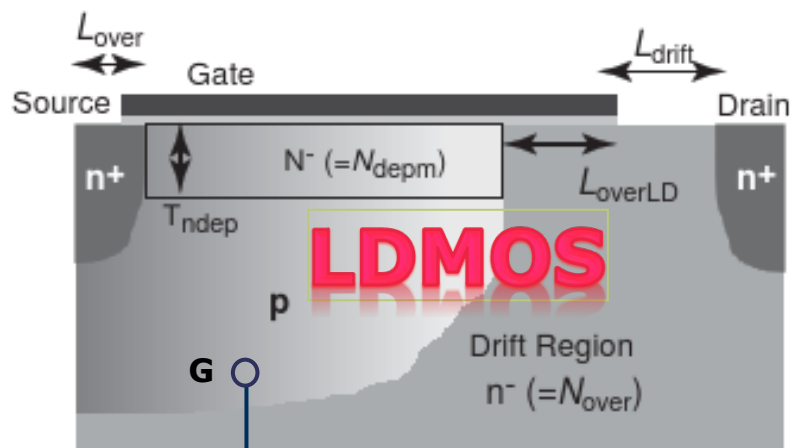 Lover
Ldrift
Gate
Source
Drain
n+
N- (=Ndepm)
n+
LoverLD
Tndep
LDMOS
p
Drift Region
G
n- (=Nover)